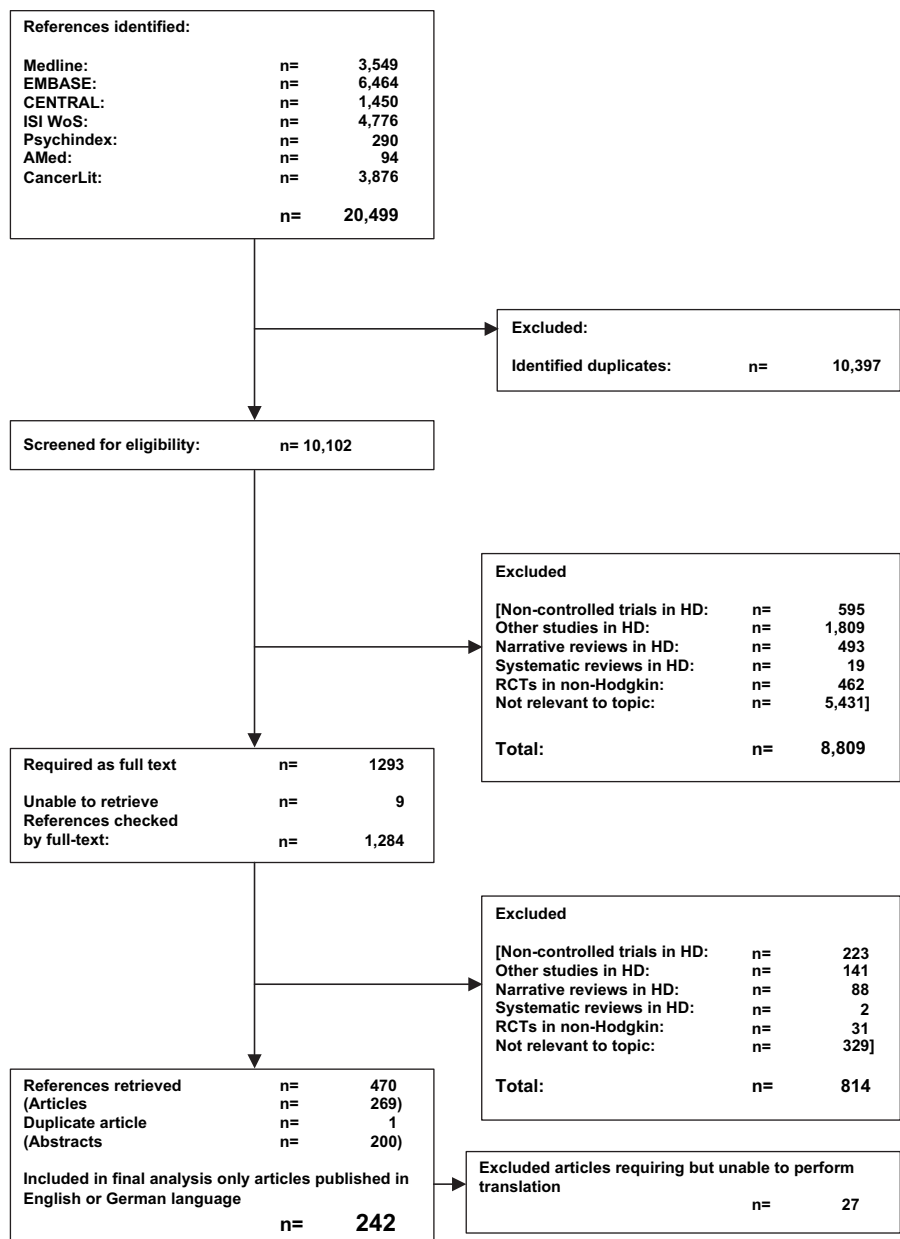 References identified:
Medline: n= 3,549
EMBASE: n= 6,464
CENTRAL: n= 1,450
ISI WoS: n= 4,776
Psychindex: n= 290
AMed: n= 94
CancerLit: n= 3,876
n= 20,499
Excluded:
Identified duplicates: n= 10,397
Screened for eligibility: n= 10,102
Excluded
[Non-controlled trials in HD: n= 595
Other studies in HD: n= 1,809
Narrative reviews in HD: n= 493
Systematic reviews in HD: n= 19
RCTs in non-Hodgkin: n= 462
Not relevant to topic: n= 5,431]
Total: n= 8,809
Required as full text n= 1293
Unable to retrieve n= 9
References checked
by full-text: n= 1,284
Excluded
[Non-controlled trials in HD: n= 223
Other studies in HD: n= 141
Narrative reviews in HD: n= 88
Systematic reviews in HD: n= 2
RCTs in non-Hodgkin: n= 31
Not relevant to topic: n= 329]
Total: n= 814
References retrieved n= 470
(Articles n= 269)
Duplicate article n= 1
(Abstracts n= 200)
Included in final analysis only articles published in
English or German language
n= 242
Excluded articles requiring but unable to perform
translation
n= 27